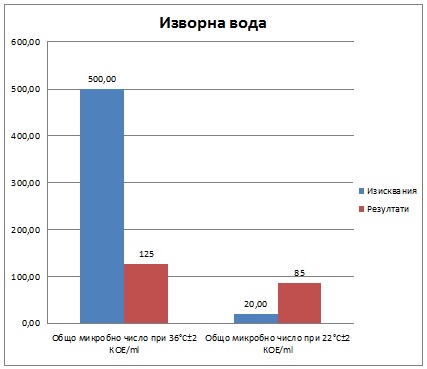 Изворна вода
600,00
500,00
400,00
300,00
200,00
100,00
0,00
500,00
125
20,00
85
Общо микробно число при 36°C±2
КОЕ/ml
Общо микробно число при 22°C±2
КОЕ/ml
Изисквания
Резултати